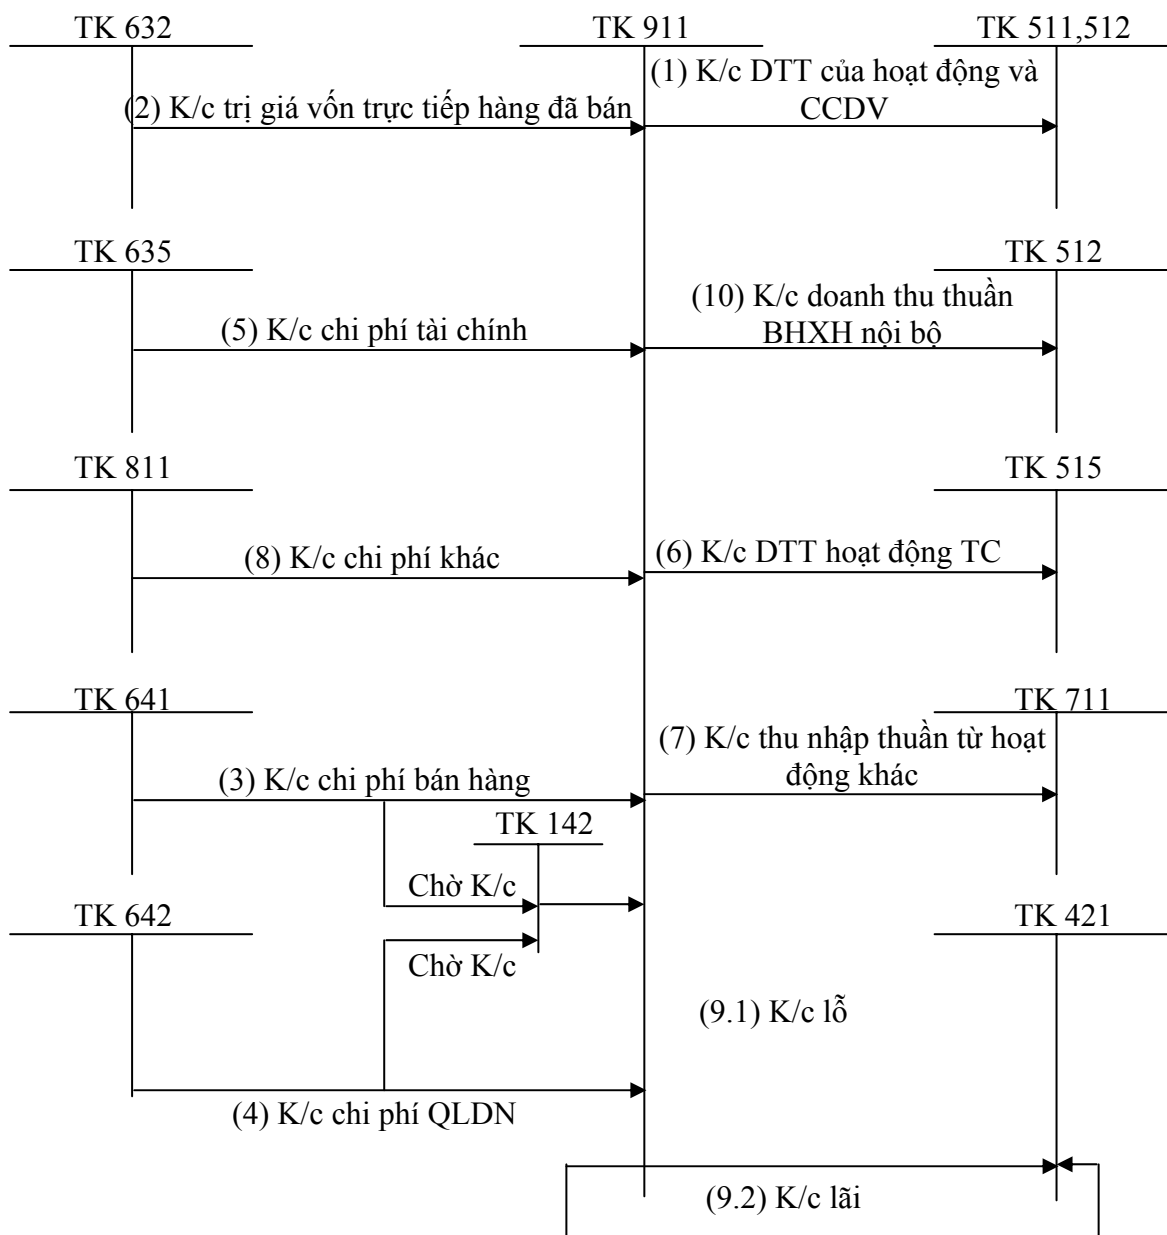 TK 632
TK 911
TK 511,512
(1) K/c DTT của hoạt động và
CCDV
(2) K/c trị giá vốn trực tiếp hàng đã bán
TK 635
TK 512
(10) K/c doanh thu thuần
BHXH nội bộ
(5) K/c chi phí tài chính
TK 811
TK 515
(8) K/c chi phí khác
(6) K/c DTT hoạt động TC
TK 641
TK 711
(7) K/c thu nhập thuần từ hoạt
động khác
(3) K/c chi phí bán hàng
TK 142
Chờ K/c
TK 642
TK 421
Chờ K/c
(9.1) K/c lỗ
(4) K/c chi phí QLDN
(9.2) K/c lãi